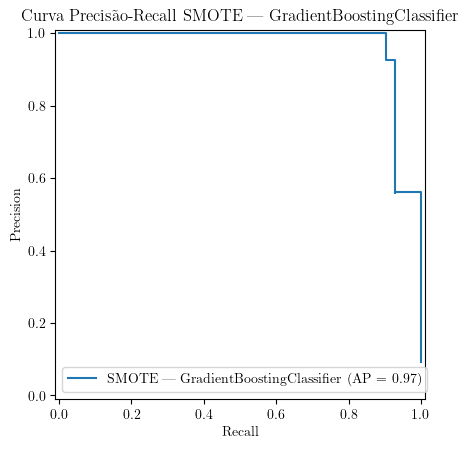 Curva Precisão-Recall SMOTE — GradientBoostingClassifier
1.0
0.8
0.6
0.4
0.2
0.0
Precision
SMOTE — GradientBoostingClassifier (AP = 0.97)
0.0 0.2 0.4 0.6 0.8 1.0
Recall